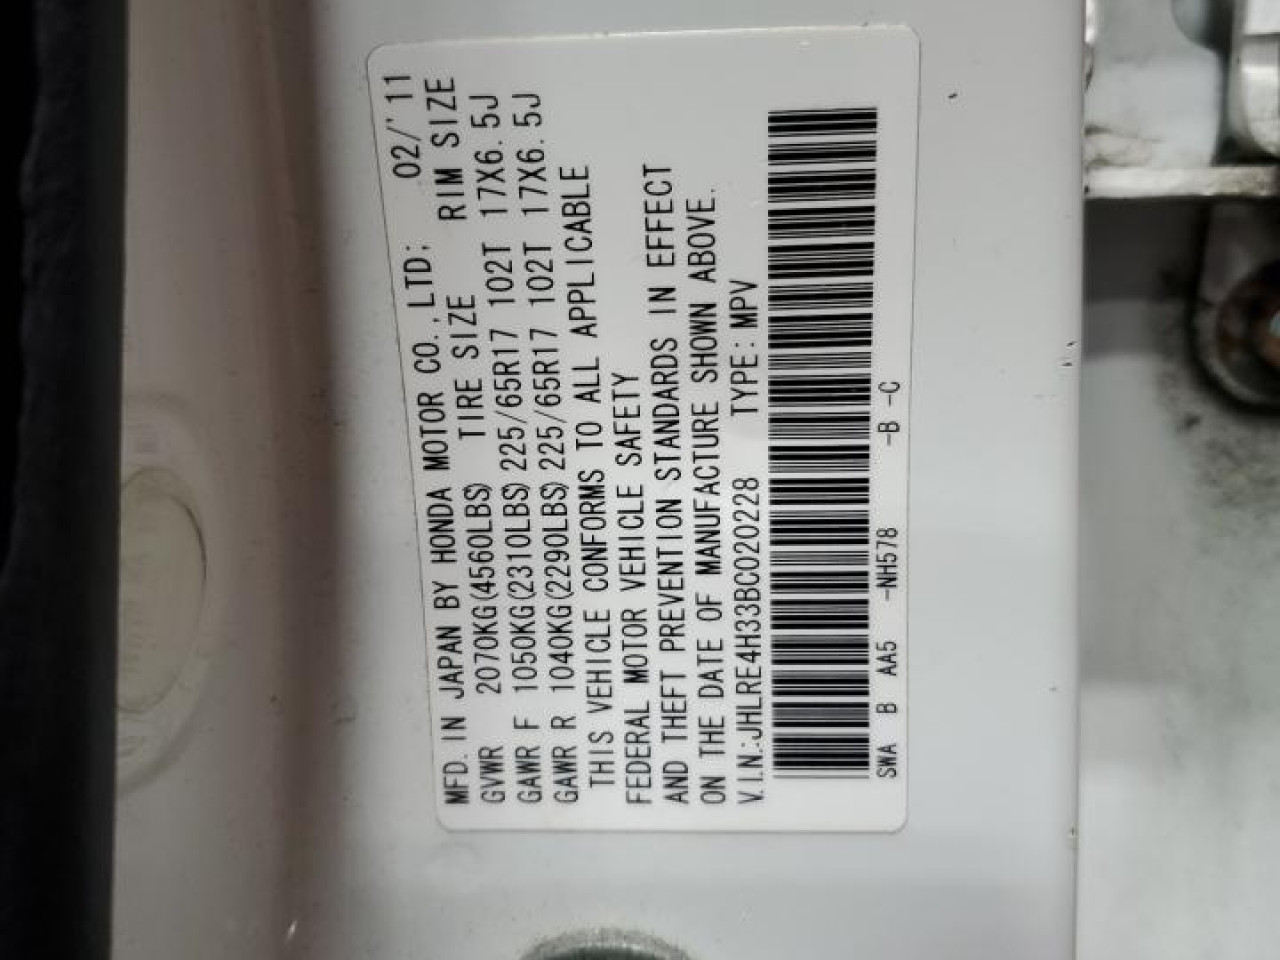 MFD. IN JAPAN BY HONDA MOTOR CO., LTD; 02/'11
GVWR 2070KG(4560LBS) TIRE SIZE RIM SIZE
GAWR F 1050KG(2310LBS) 225/65R17 102T 17X6.5J
GAWR R 1040KG(2290LBS) 225/65R17 102T 17X6.5J
THIS VEHICLE CONFORMS TO ALL APPLICABLE
FEDERAL MOTOR VEHICLE SAFETY
AND THEFT PREVENTION STANDARDS IN EFFECT
ON THE DATE OF MANUFACTURE SHOWN ABOVE.
V.I.N.:JHLRE4H33BC020228 TYPE:MPV
SWA B AA5 -NH578 -B -C